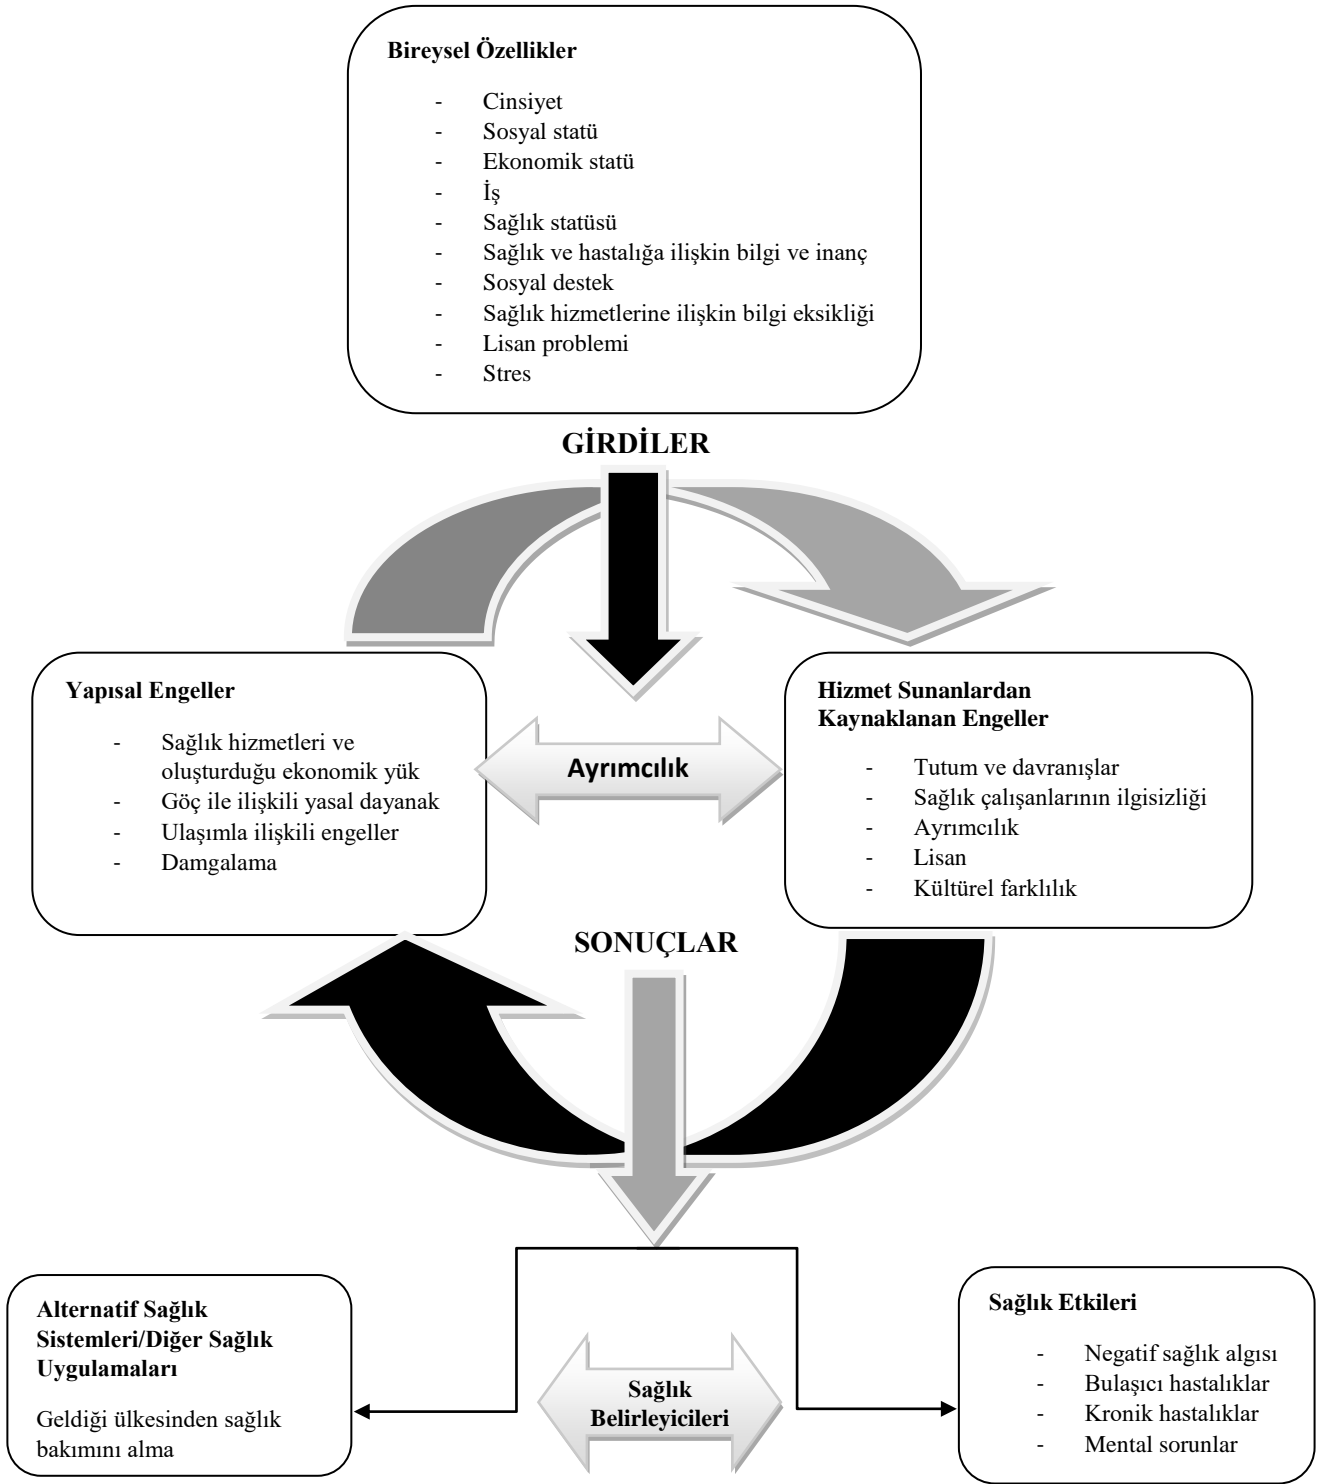 Bireysel Özellikler
- Cinsiyet
- Sosyal statü
- Ekonomik statü
- İş
- Sağlık statüsü
- Sağlık ve hastalığa ilişkin bilgi ve inanç
- Sosyal destek
- Sağlık hizmetlerine ilişkin bilgi eksikliği
- Lisan problemi
- Stres
GİRDİLER
Yapısal Engeller
- Sağlık hizmetleri ve
oluşturduğu ekonomik yük
- Göç ile ilişkili yasal dayanak
- Ulaşımla ilişkili engeller
- Damgalama
Ayrımcılık
Hizmet Sunanlardan
Kaynaklanan Engeller
- Tutum ve davranışlar
- Sağlık çalışanlarının ilgisizliği
- Ayrımcılık
- Lisan
- Kültürel farklılık
SONUÇLAR
Alternatif Sağlık
Sistemleri/Diğer Sağlık
Uygulamaları
Geldiği ülkesinden sağlık
bakımını alma
Sağlık
Belirleyicileri
Sağlık Etkileri
- Negatif sağlık algısı
- Bulaşıcı hastalıklar
- Kronik hastalıklar
- Mental sorunlar